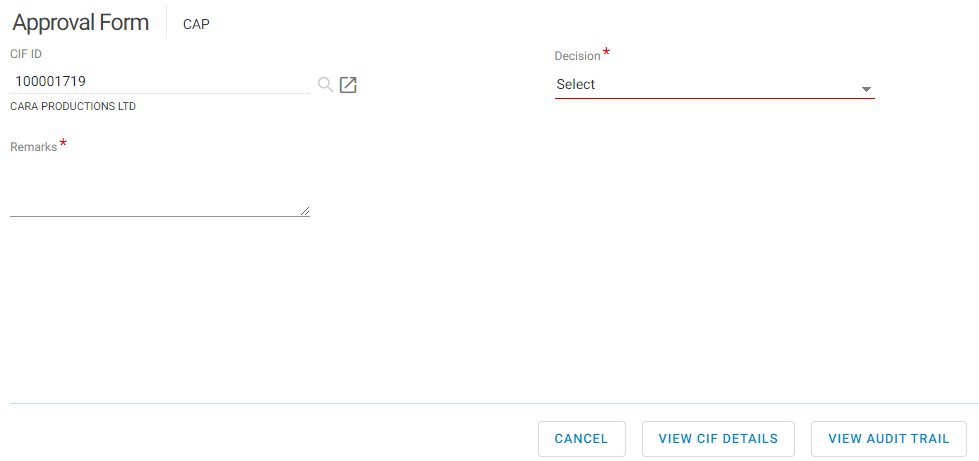 Approval Form CAP
CIF ID
100001719
CARA PRODUCTIONS LTD
Decision *
Select
Remarks *
CANCEL VIEW CIF DETAILS VIEW AUDIT TRAIL